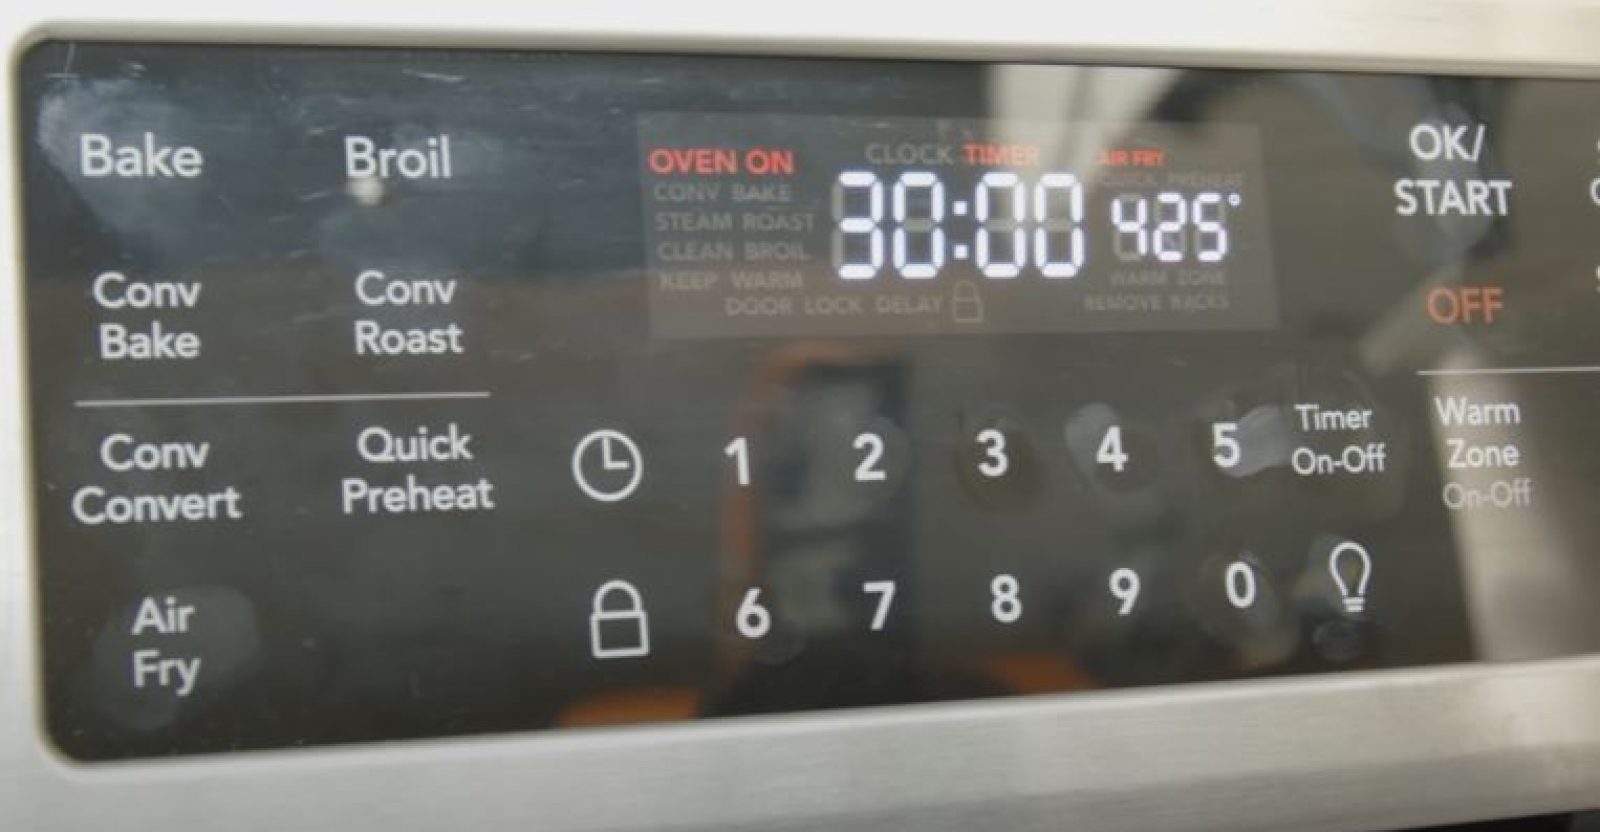 Bake
Broil
OVEN ON
CLOCK TIMER
AIR FRY
CONV BAKE
QUICK PREHEAT
STEAM ROAST
30:00
425°
CLEAN BROIL
KEEP WARM
WARM ZONE
DOOR LOCK DELAY
REMOVE RACKS
OK/
START
OFF
Conv
Bake
Conv
Roast
Conv
Convert
Quick
Preheat
1 2 3 4 5
Timer
On-Off
Warm
Zone
On-Off
Air
Fry
6 7 8 9 0